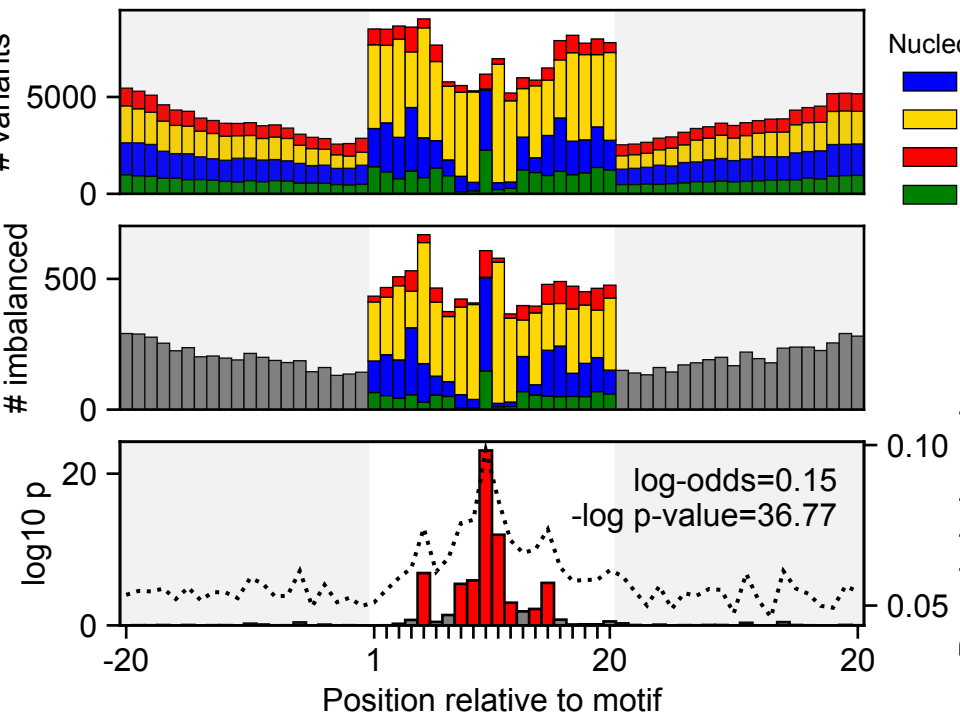 # variants
Nucleo
5000
0
# imbalanced
500
0
log10 p
20
0
0.10
0.05
log-odds=0.15
-log p-value=36.77
-20
1
20
20
Position relative to motif